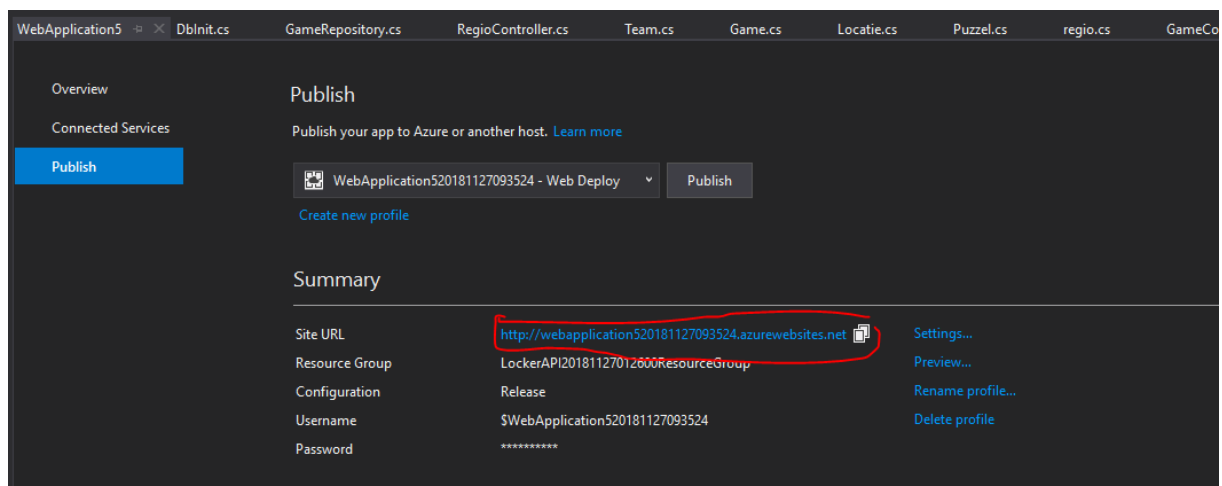 WebApplication5 DbInit.cs GameRepository.cs RegioController.cs Team.cs Game.cs Locatie.cs Puzzel.cs regio.cs GameCo
Overview
Connected Services
Publish
Publish
Publish your app to Azure or another host. Learn more
WebApplication520181127093524 - Web Deploy Publish
Create new profile
Summary
Site URL http://webapplication520181127093524.azurewebsites.net Settings...
Resource Group LockerAPI20181127012600ResourceGroup Preview...
Configuration Release Rename profile...
Username $WebApplication520181127093524 Delete profile
Password **********